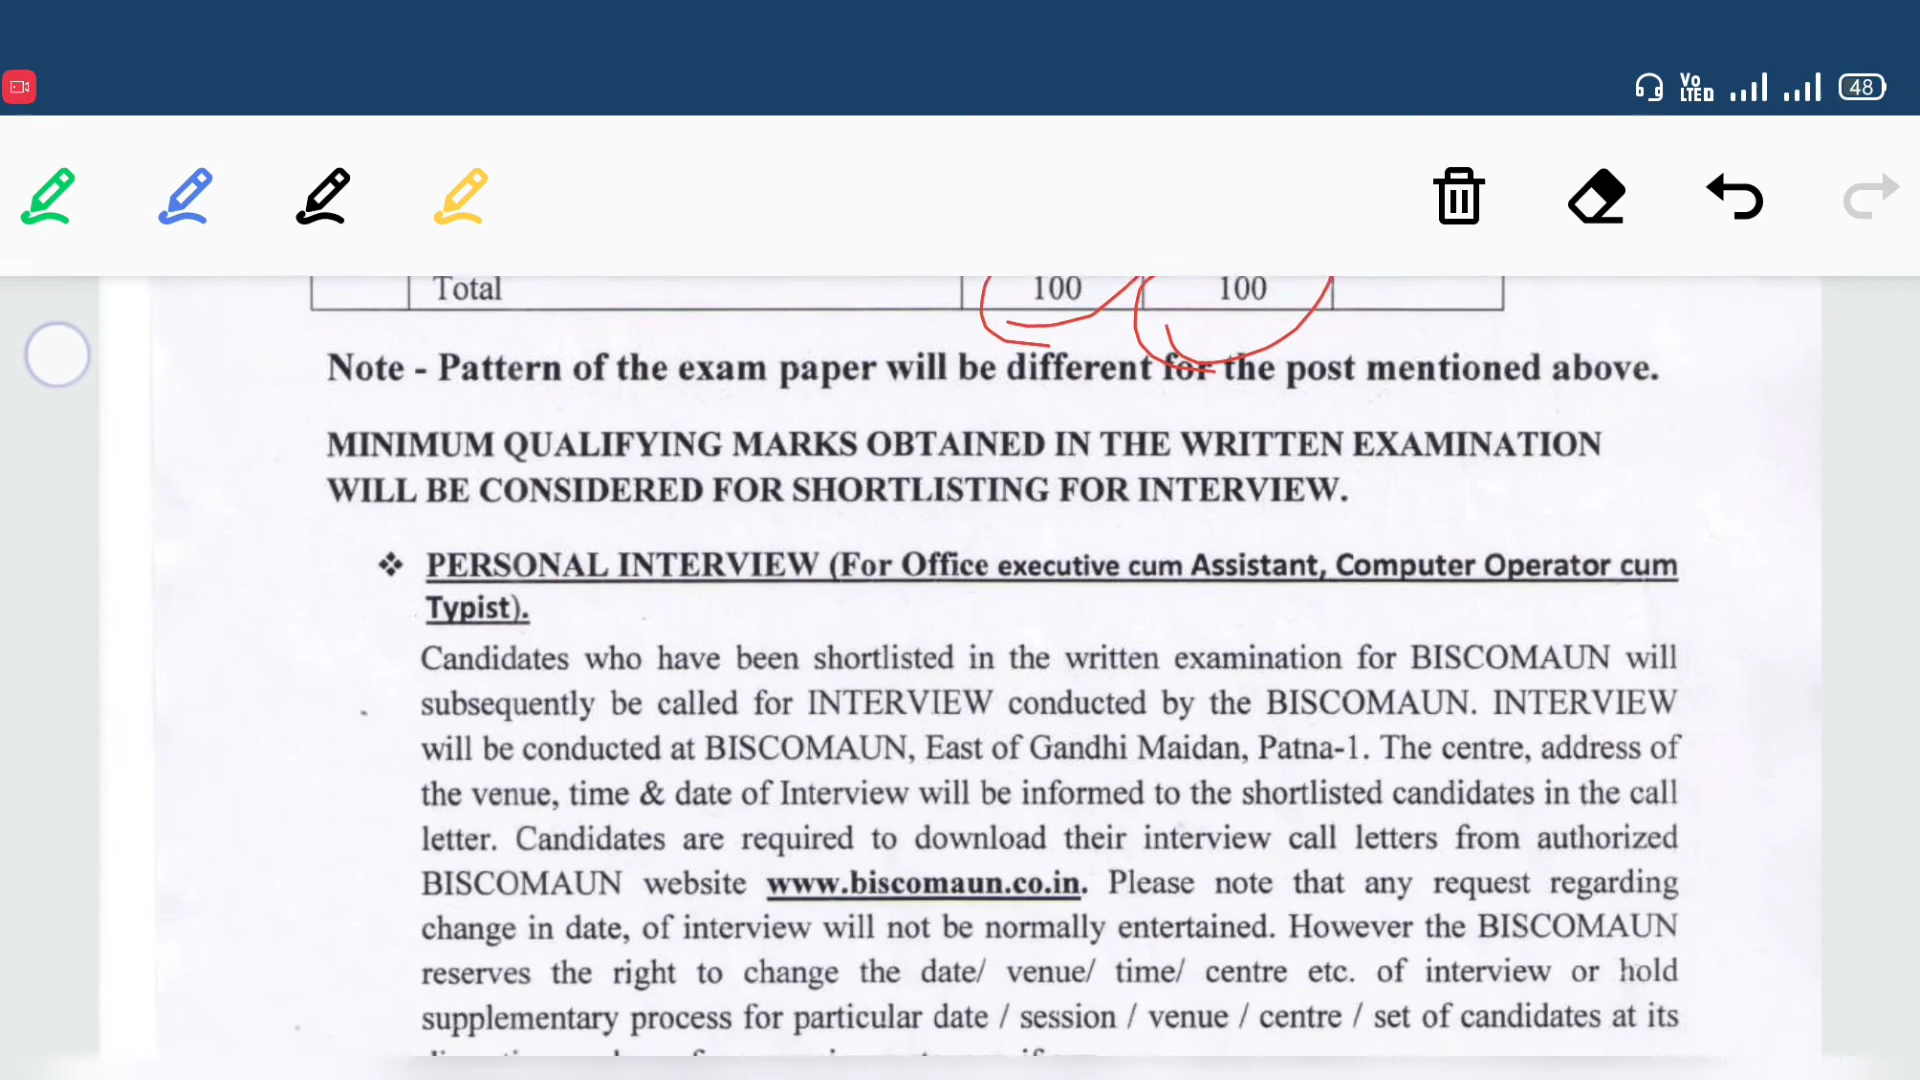 Vo
LTED
48
Total 100 100
Note - Pattern of the exam paper will be different for the post mentioned above.
MINIMUM QUALIFYING MARKS OBTAINED IN THE WRITTEN EXAMINATION
WILL BE CONSIDERED FOR SHORTLISTING FOR INTERVIEW.
❖ PERSONAL INTERVIEW (For Office executive cum Assistant, Computer Operator cum
Typist).
Candidates who have been shortlisted in the written examination for BISCOMAUN will
subsequently be called for INTERVIEW conducted by the BISCOMAUN. INTERVIEW
will be conducted at BISCOMAUN, East of Gandhi Maidan, Patna-1. The centre, address of
the venue, time & date of Interview will be informed to the shortlisted candidates in the call
letter. Candidates are required to download their interview call letters from authorized
BISCOMAUN website www.biscomaun.co.in. Please note that any request regarding
change in date, of interview will not be normally entertained. However the BISCOMAUN
reserves the right to change the date/ venue/ time/ centre etc. of interview or hold
supplementary process for particular date / session / venue / centre / set of candidates at its